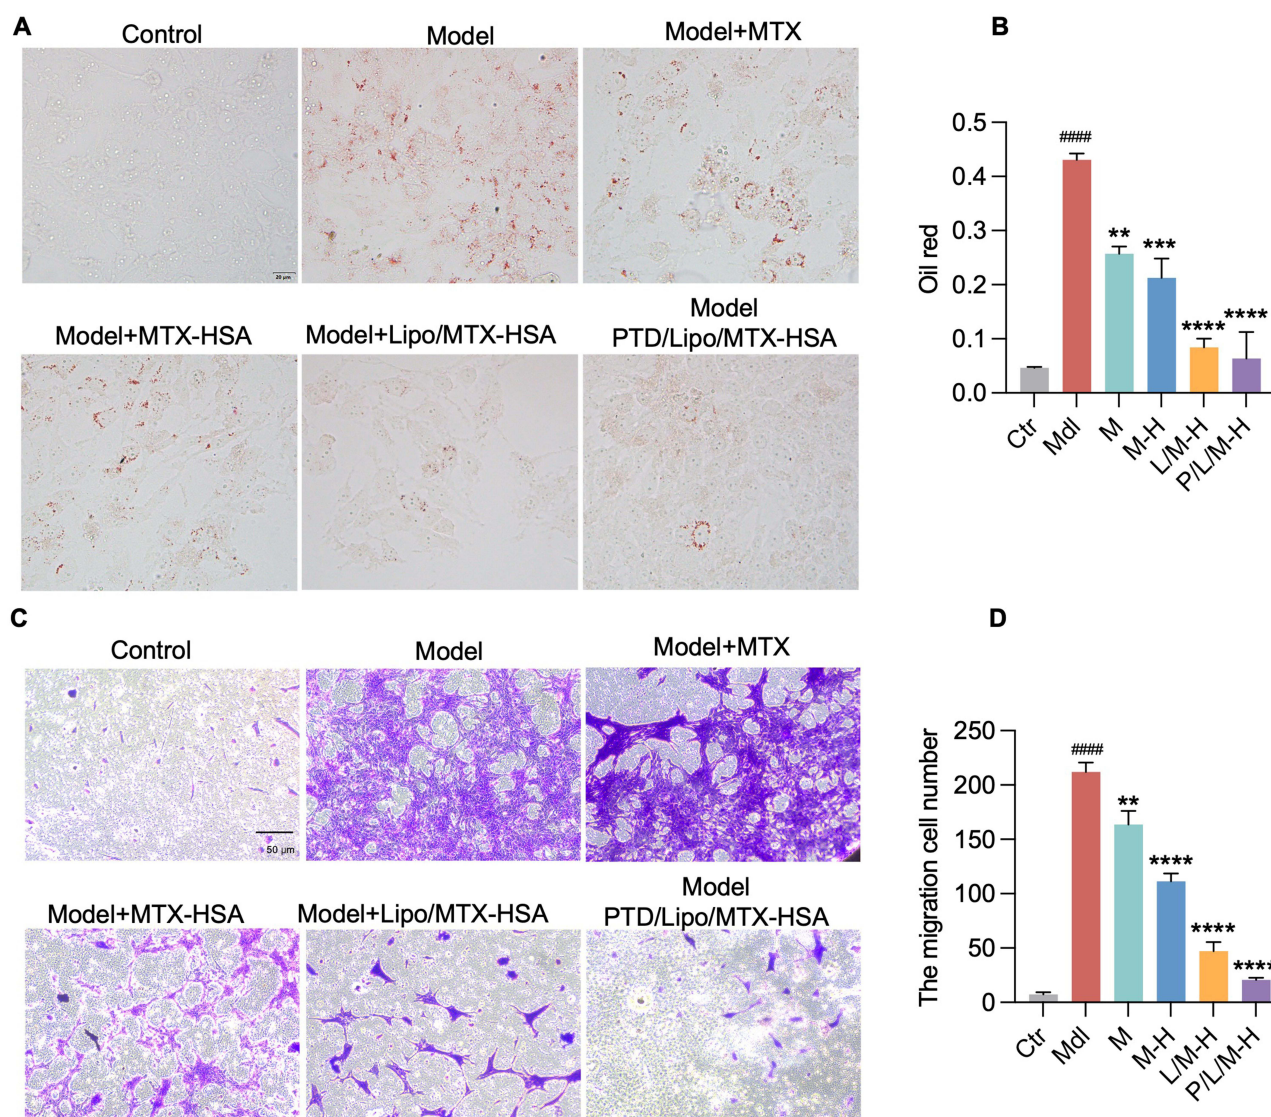 A
Control
Model
Model+MTX
20 µm
Model+MTX-HSA
Model+Lipo/MTX-HSA
Model
PTD/Lipo/MTX-HSA
B
Oil red
0.5
0.4
0.3
0.2
0.1
0.0
####
**
***
****
****
Ctr
Mdl
M
M-H
L/M-H
P/L/M-H
C
Control
Model
Model+MTX
50 µm
Model+MTX-HSA
Model+Lipo/MTX-HSA
Model
PTD/Lipo/MTX-HSA
D
The migration cell number
250
200
150
100
50
0
####
**
****
****
****
Ctr
Mdl
M
M-H
L/M-H
P/L/M-H